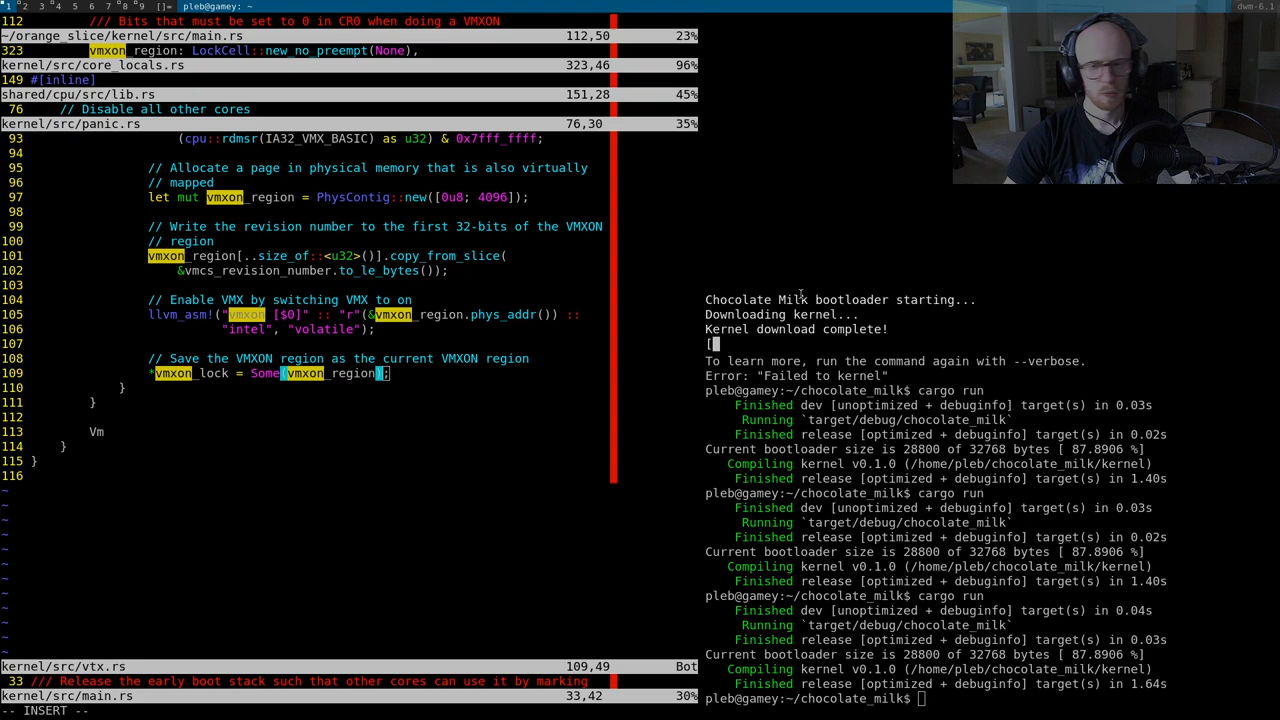 1 2 3 4 5 6 7 8 9 []= pleb@gamey: ~ dwm-6.1
112 /// Bits that must be set to 0 in CR0 when doing a VMXON
~/orange_slice/kernel/src/main.rs 112,50 23%
323 vmxon_region: LockCell::new_no_preempt(None),
kernel/src/core_locals.rs 323,46 96%
149 #[inline]
shared/cpu/src/lib.rs 151,28 45%
76 // Disable all other cores
kernel/src/panic.rs 76,30 35%
93 (cpu::rdmsr(IA32_VMX_BASIC) as u32) & 0x7fff_ffff;
94
95 // Allocate a page in physical memory that is also virtually
96 // mapped
97 let mut vmxon_region = PhysContig::new([0u8; 4096]);
98
99 // Write the revision number to the first 32-bits of the VMXON
100 // region
101 vmxon_region[..size_of::<u32>()].copy_from_slice(
102 &vmcs_revision_number.to_le_bytes());
103
104 // Enable VMX by switching VMX to on
105 llvm_asm!("vmxon [$0]" :: "r"(&vmxon_region.phys_addr()) ::
106 "intel", "volatile");
107
108 // Save the VMXON region as the current VMXON region
109 *vmxon_lock = Some(vmxon_region);
110 }
111 }
112
113 Vm
114 }
115 }
116
~
~
~
~
~
~
~
~
~
~
~
~
kernel/src/vtx.rs 109,49 Bot
33 /// Release the early boot stack such that other cores can use it by marking
kernel/src/main.rs 33,42 30%
-- INSERT --
Chocolate Milk bootloader starting...
Downloading kernel...
Kernel download complete!
[
To learn more, run the command again with --verbose.
Error: "Failed to kernel"
pleb@gamey:~/chocolate_milk$ cargo run
Finished dev [unoptimized + debuginfo] target(s) in 0.03s
Running `target/debug/chocolate_milk`
Finished release [optimized + debuginfo] target(s) in 0.02s
Current bootloader size is 28800 of 32768 bytes [ 87.8906 %]
Compiling kernel v0.1.0 (/home/pleb/chocolate_milk/kernel)
Finished release [optimized + debuginfo] target(s) in 1.40s
pleb@gamey:~/chocolate_milk$ cargo run
Finished dev [unoptimized + debuginfo] target(s) in 0.03s
Running `target/debug/chocolate_milk`
Finished release [optimized + debuginfo] target(s) in 0.02s
Current bootloader size is 28800 of 32768 bytes [ 87.8906 %]
Compiling kernel v0.1.0 (/home/pleb/chocolate_milk/kernel)
Finished release [optimized + debuginfo] target(s) in 1.40s
pleb@gamey:~/chocolate_milk$ cargo run
Finished dev [unoptimized + debuginfo] target(s) in 0.04s
Running `target/debug/chocolate_milk`
Finished release [optimized + debuginfo] target(s) in 0.03s
Current bootloader size is 28800 of 32768 bytes [ 87.8906 %]
Compiling kernel v0.1.0 (/home/pleb/chocolate_milk/kernel)
Finished release [optimized + debuginfo] target(s) in 1.64s
pleb@gamey:~/chocolate_milk$